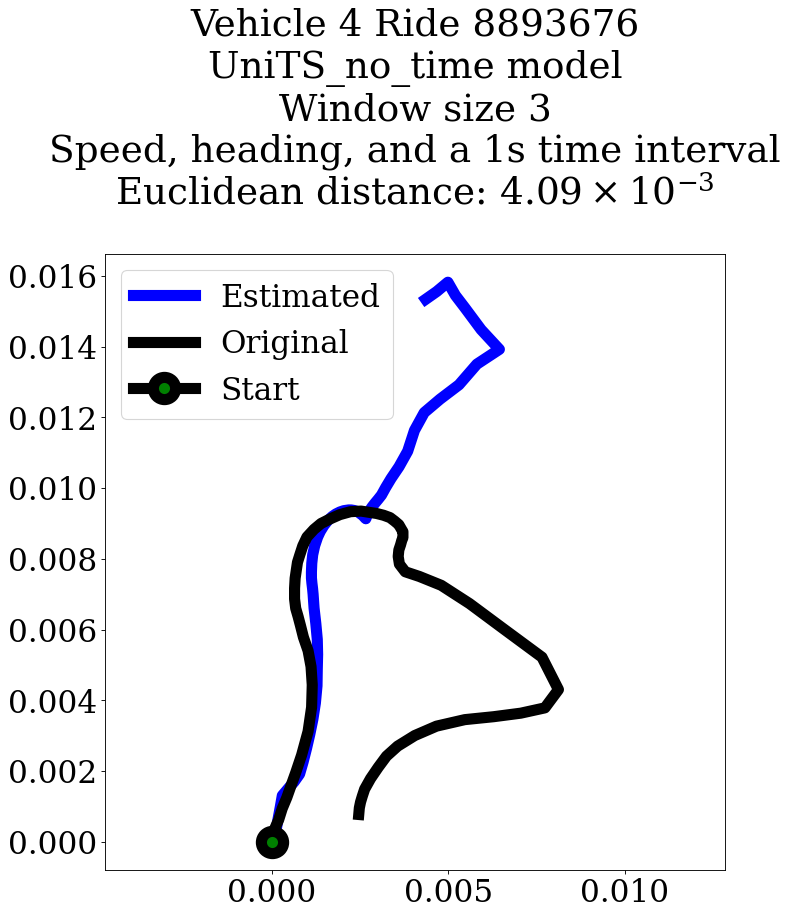 Vehicle 4 Ride 8893676
UniTS_no_time model
Window size 3
Speed, heading, and a 1s time interval
Euclidean distance: 4.09 × 10⁻³
Estimated
Original
Start
0.016
0.014
0.012
0.010
0.008
0.006
0.004
0.002
0.000
0.000 0.005 0.010